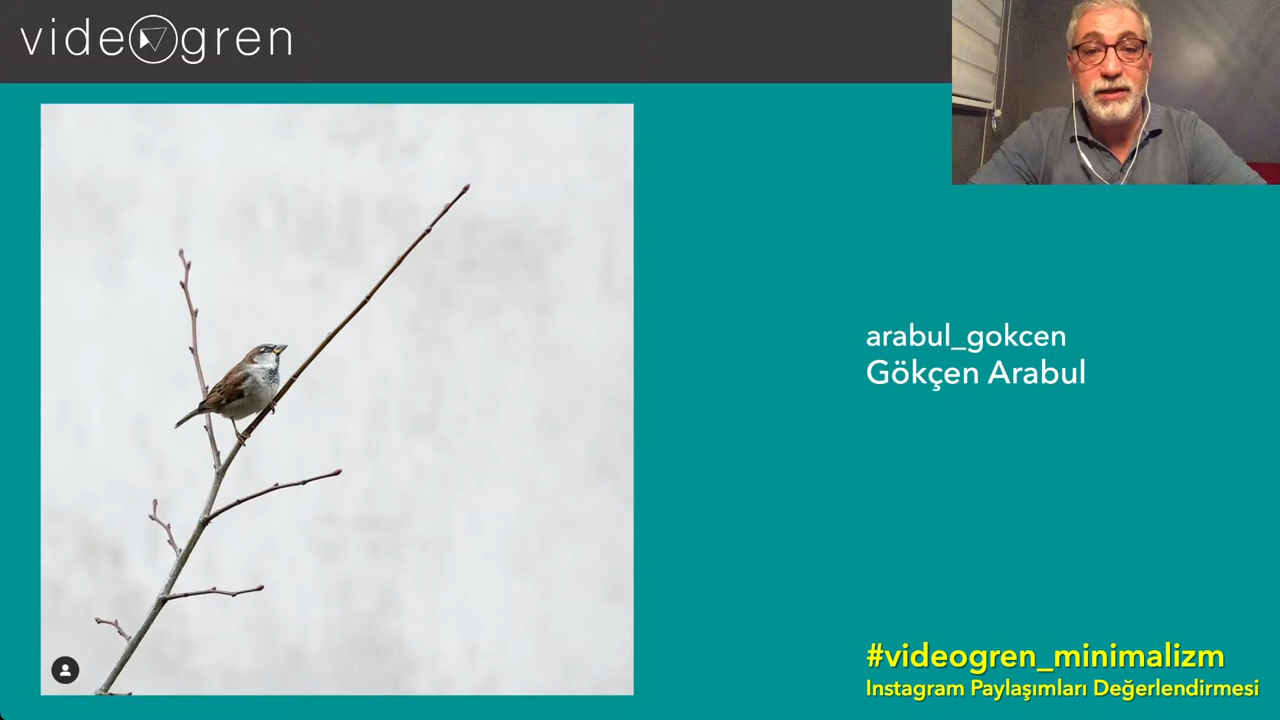 videogren
arabul_gokcen
Gökçen Arabul
#videogren_minimalizm
Instagram Paylaşımları Değerlendirmesi